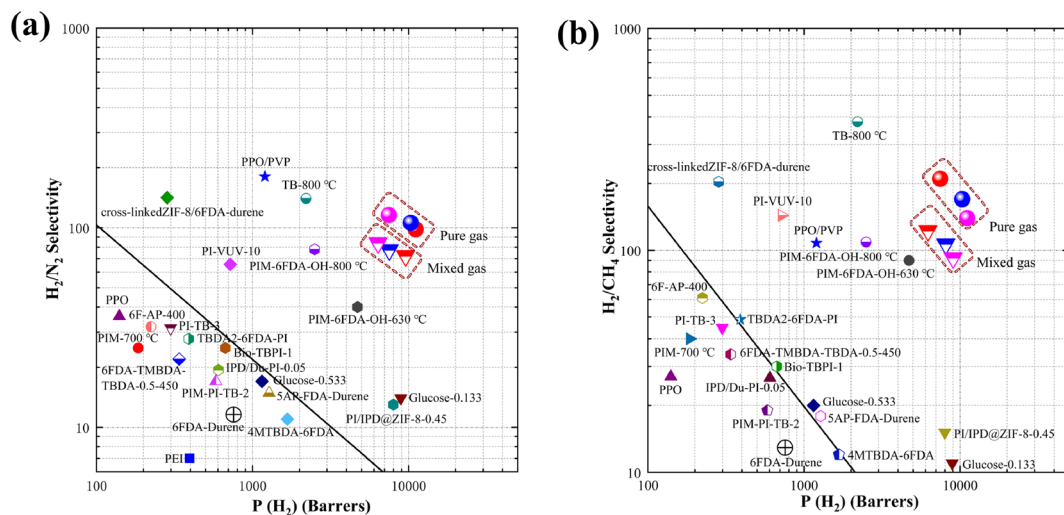 (a)
1000
100
10
100
1000
10000
H₂/N₂ Selectivity
P (H₂) (Barrers)
PPO/PVP
TB-800 ℃
cross-linkedZIF-8/6FDA-durene
Pure gas
PI-VUV-10
PIM-6FDA-OH-800 ℃
Mixed gas
PPO
6F-AP-400
PI-TB-3
PIM-6FDA-OH-630 ℃
PIM-700 ℃
TBDA2-6FDA-PI
Bio-TBPI-1
6FDA-TMBDA-
TBDA-0.5-450
IPD/Du-PI-0.05
Glucose-0.533
PIM-PI-TB-2
5AP-FDA-Durene
Glucose-0.133
PI/IPD@ZIF-8-0.45
6FDA-Durene
4MTBDA-6FDA
PEI
(b)
1000
100
10
100
1000
10000
H₂/CH₄ Selectivity
P (H₂) (Barrers)
TB-800 ℃
cross-linkedZIF-8/6FDA-durene
PI-VUV-10
Pure gas
PPO/PVP
PIM-6FDA-OH-800 ℃
Mixed gas
PIM-6FDA-OH-630 ℃
6F-AP-400
PI-TB-3
TBDA2-6FDA-PI
PIM-700 ℃
6FDA-TMBDA-TBDA-0.5-450
Bio-TBPI-1
PPO
IPD/Du-PI-0.05
Glucose-0.533
PIM-PI-TB-2
5AP-FDA-Durene
PI/IPD@ZIF-8-0.45
6FDA-Durene
4MTBDA-6FDA
Glucose-0.133